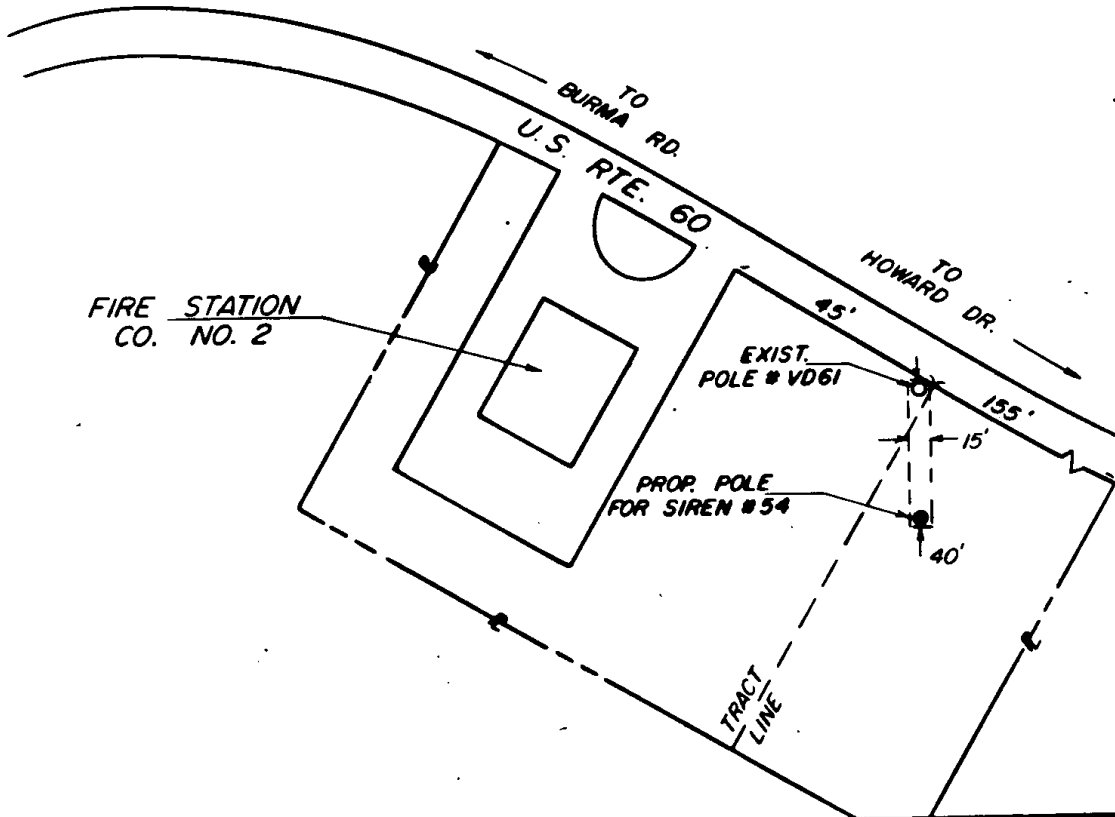 TO
BURMA RD.
U.S. RTE. 60
TO
HOWARD DR.
FIRE STATION
CO. NO. 2
45'
EXIST.
POLE # VD61
155'
15'
PROP. POLE
FOR SIREN #54
40'
TRACT
LINE